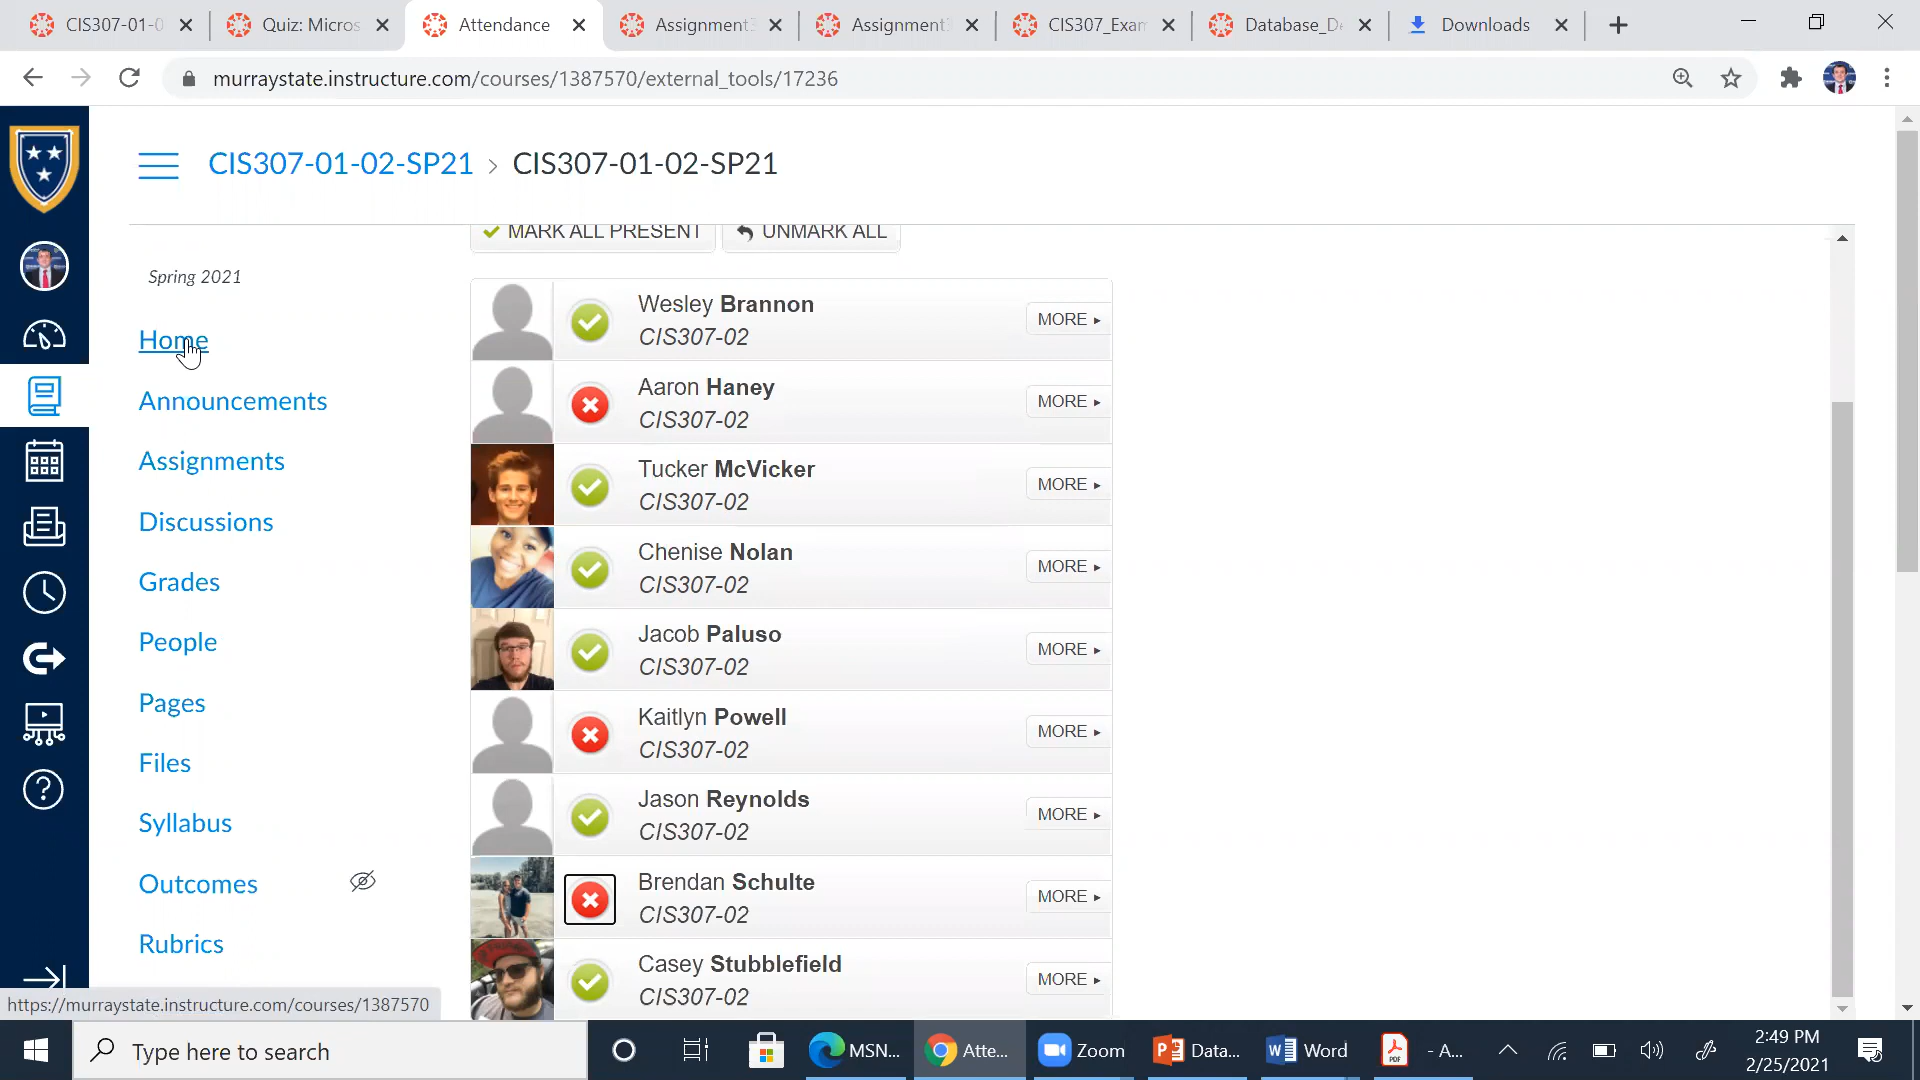 CIS307-01-0
Quiz: Micros
Attendance
Assignment
Assignment
CIS307_Exam
Database_D
Downloads
murraystate.instructure.com/courses/1387570/external_tools/17236
CIS307-01-02-SP21 > CIS307-01-02-SP21
MARK ALL PRESENT
UNMARK ALL
Spring 2021
Home
Announcements
Assignments
Discussions
Grades
People
Pages
Files
Syllabus
Outcomes
Rubrics
Wesley Brannon
CIS307-02
MORE ▸
Aaron Haney
CIS307-02
MORE ▸
Tucker McVicker
CIS307-02
MORE ▸
Chenise Nolan
CIS307-02
MORE ▸
Jacob Paluso
CIS307-02
MORE ▸
Kaitlyn Powell
CIS307-02
MORE ▸
Jason Reynolds
CIS307-02
MORE ▸
Brendan Schulte
CIS307-02
MORE ▸
Casey Stubblefield
CIS307-02
MORE ▸
https://murraystate.instructure.com/courses/1387570
Type here to search
MSN...
Atte...
Zoom
Data...
Word
- A...
2:49 PM
2/25/2021